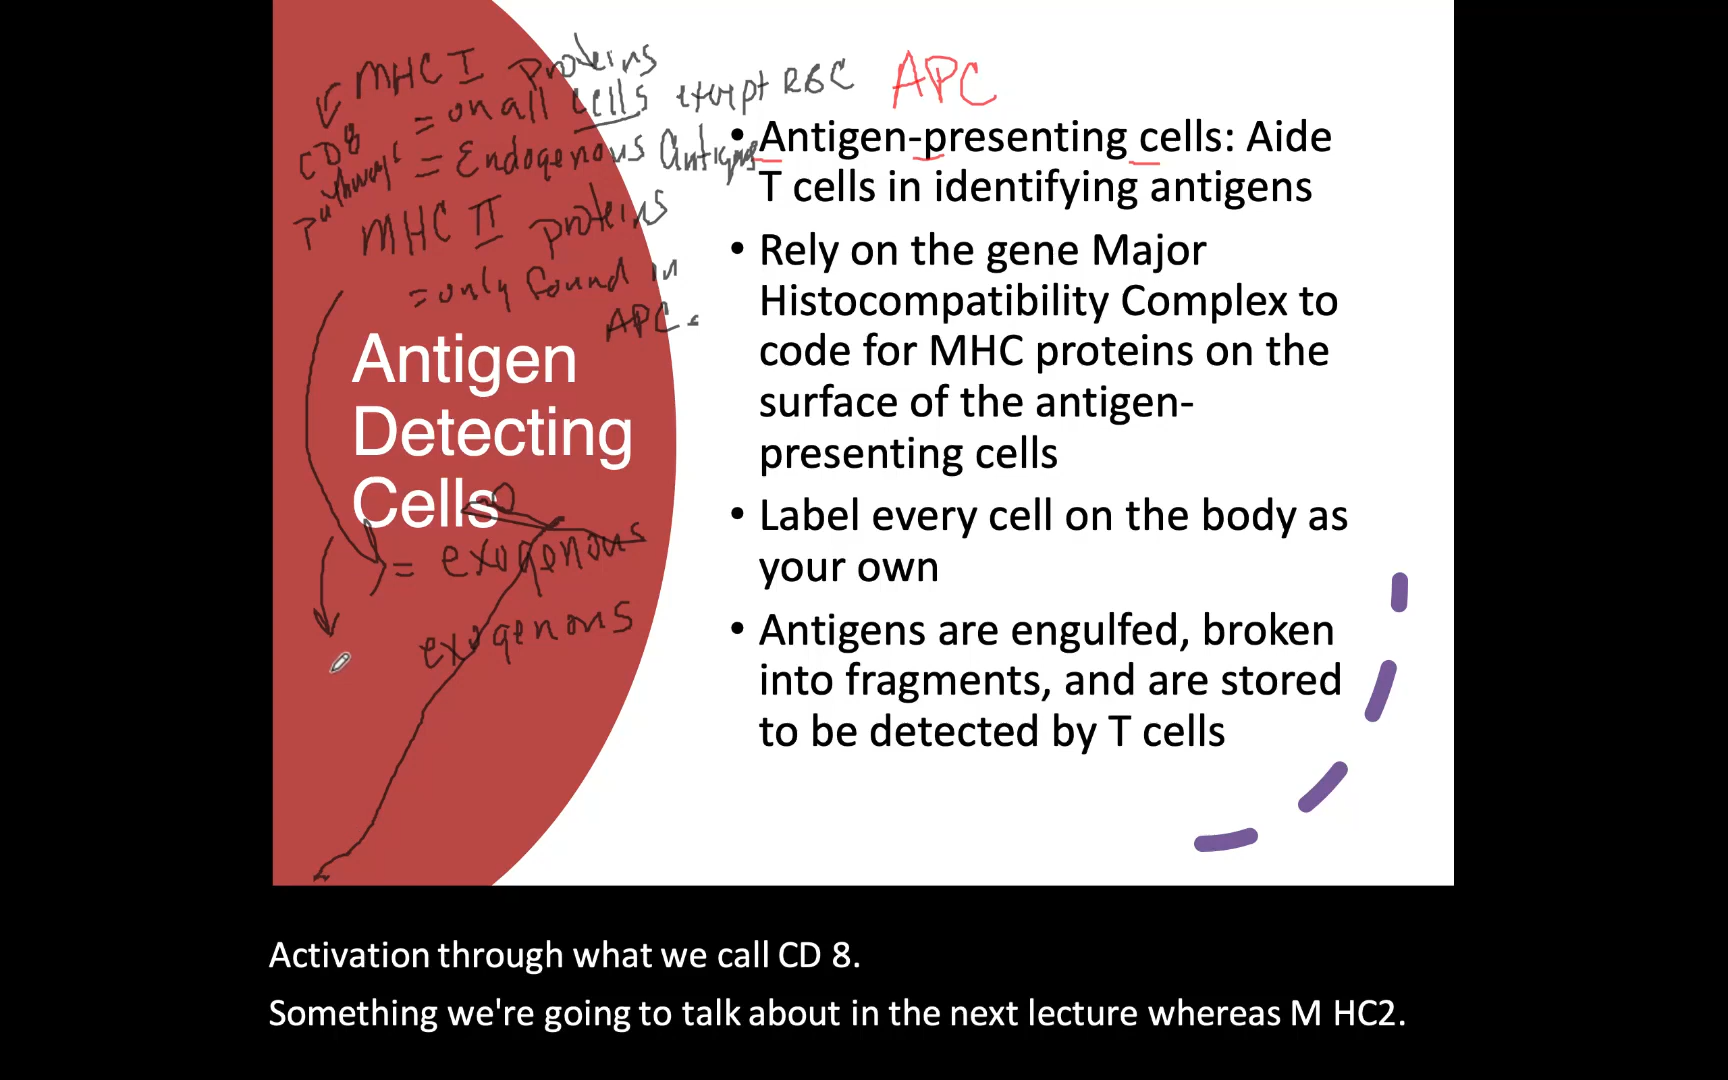 MHC I proteins
= on all cells except RBC
CD8
Pathways
= Endogenous Antigens
MHC II proteins
= only found in
APC.
Antigen
Detecting
Cells
= exogenous
exogenous
APC
• Antigen-presenting cells: Aide
T cells in identifying antigens
• Rely on the gene Major
Histocompatibility Complex to
code for MHC proteins on the
surface of the antigen-
presenting cells
• Label every cell on the body as
your own
• Antigens are engulfed, broken
into fragments, and are stored
to be detected by T cells
Activation through what we call CD 8.
Something we're going to talk about in the next lecture whereas M HC2.